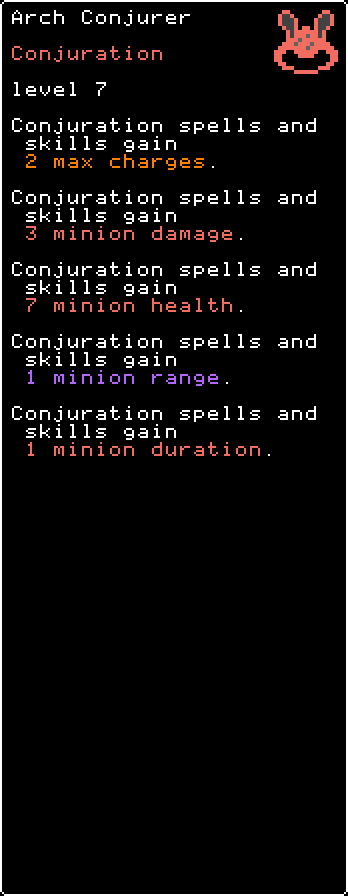 Arch Conjurer
Conjuration
level 7
Conjuration spells and
skills gain
2 max charges.
Conjuration spells and
skills gain
3 minion damage.
Conjuration spells and
skills gain
7 minion health.
Conjuration spells and
skills gain
1 minion range.
Conjuration spells and
skills gain
1 minion duration.